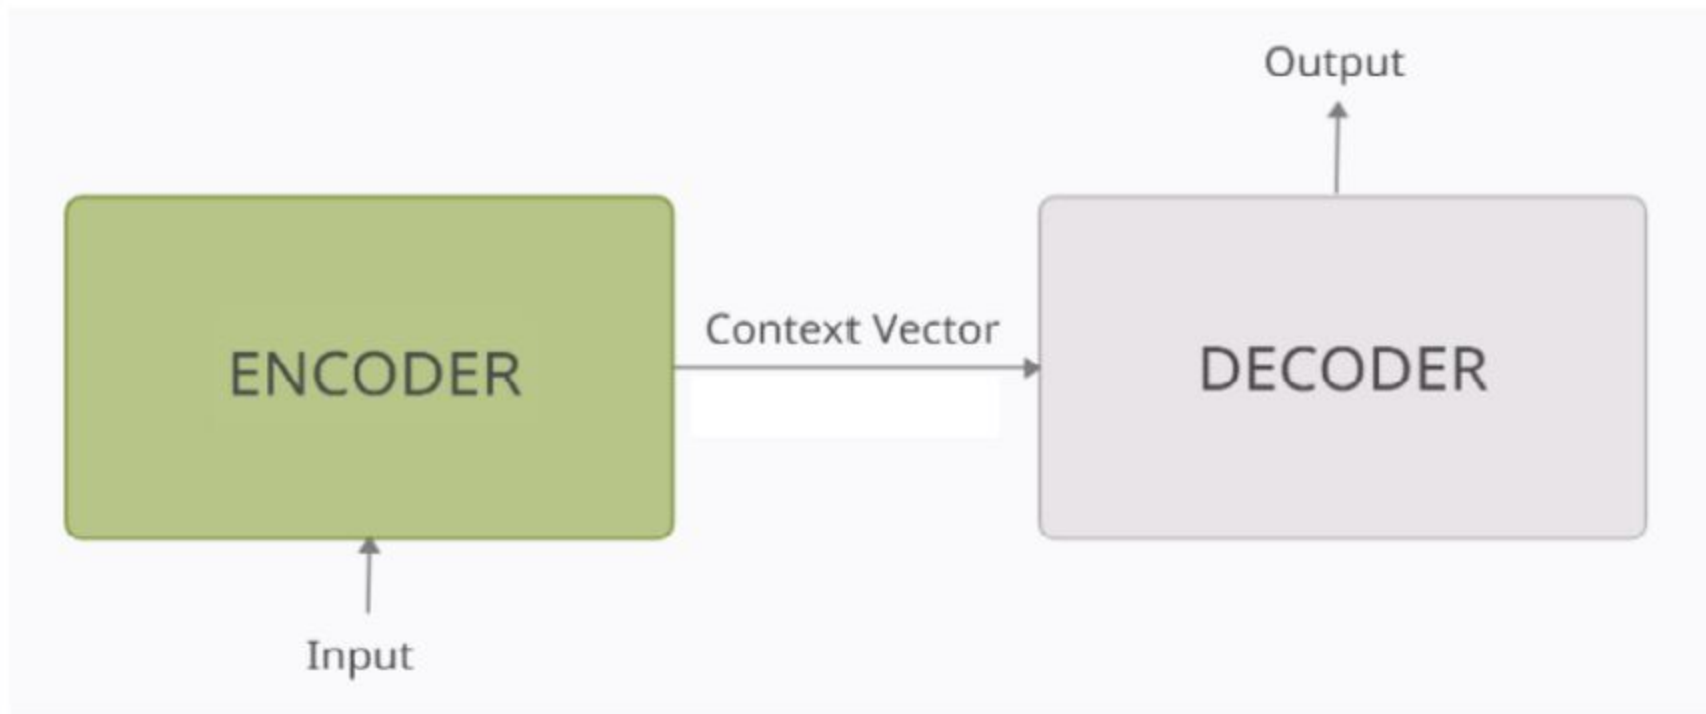 Output
Context Vector
ENCODER
DECODER
Input